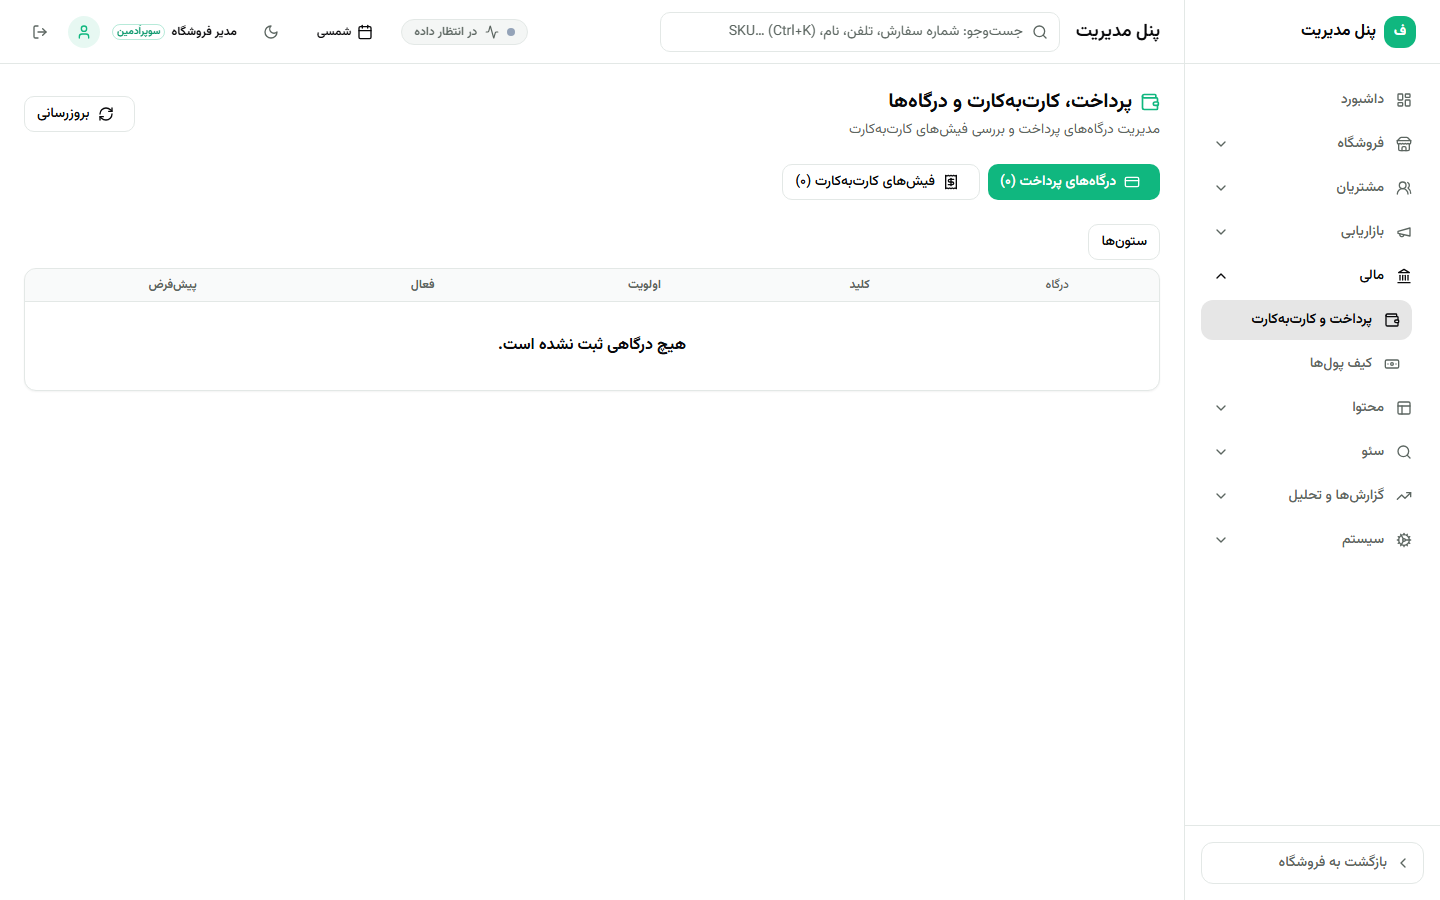 ف
پنل مدیریت
پنل مدیریت
جست‌وجو: شماره سفارش، تلفن، نام، SKU... (Ctrl+K)
در انتظار داده
شمسی
مدیر فروشگاه
سوپرادمین
داشبورد
فروشگاه
مشتریان
بازاریابی
مالی
پرداخت و کارت‌به‌کارت
کیف پول‌ها
محتوا
سئو
گزارش‌ها و تحلیل
سیستم
بازگشت به فروشگاه
پرداخت، کارت‌به‌کارت و درگاه‌ها
مدیریت درگاه‌های پرداخت و بررسی فیش‌های کارت‌به‌کارت
بروزرسانی
درگاه‌های پرداخت (۰)
فیش‌های کارت‌به‌کارت (۰)
ستون‌ها
درگاه کلید اولویت فعال پیش‌فرض
هیچ درگاهی ثبت نشده است.